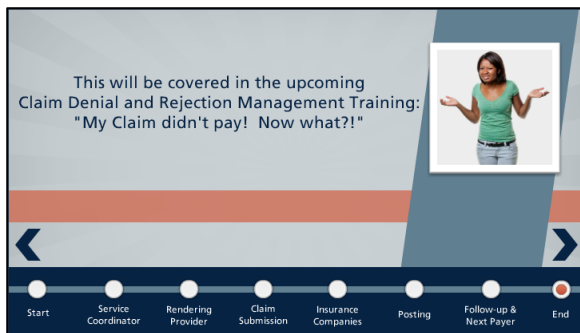 This will be covered in the upcoming
Claim Denial and Rejection Management Training:
"My Claim didn't pay!  Now what?!"
Start
Service
Coordinator
Rendering
Provider
Claim
Submission
Insurance
Companies
Posting
Follow-up &
Next Payer
End